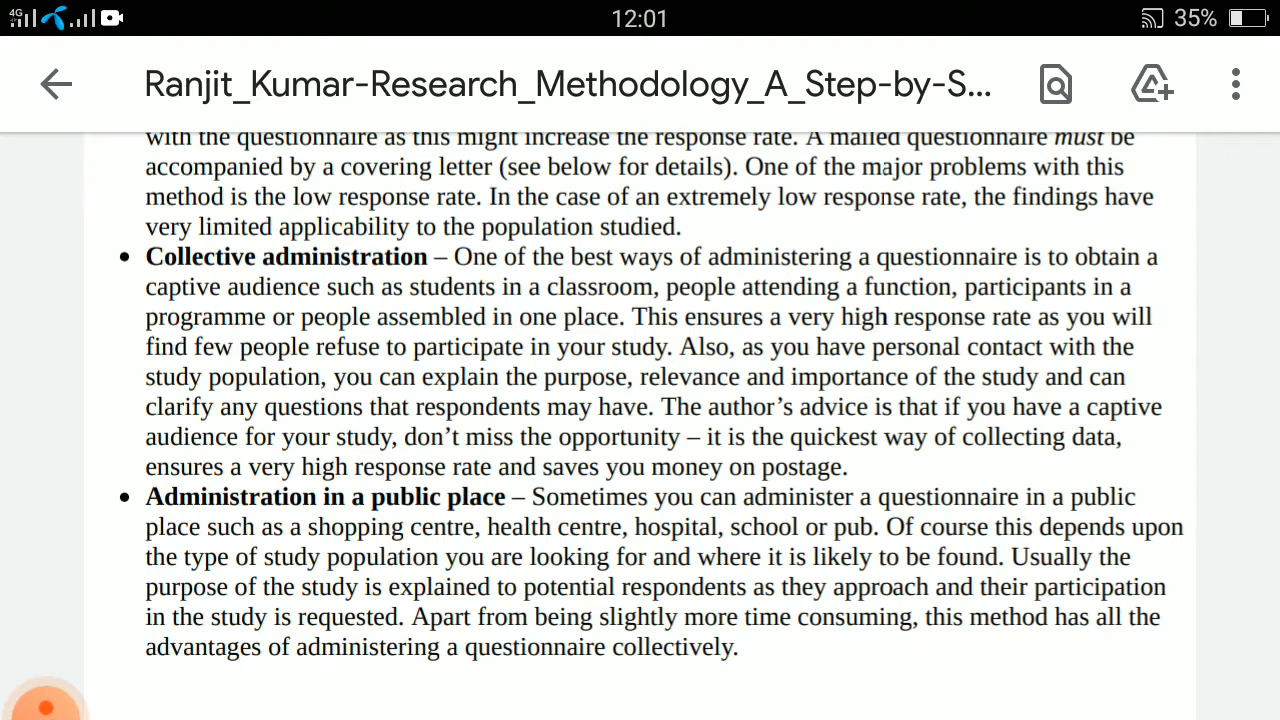 4G 12:01 35%
Ranjit_Kumar-Research_Methodology_A_Step-by-S...
with the questionnaire as this might increase the response rate. A mailed questionnaire must be
accompanied by a covering letter (see below for details). One of the major problems with this
method is the low response rate. In the case of an extremely low response rate, the findings have
very limited applicability to the population studied.
• Collective administration – One of the best ways of administering a questionnaire is to obtain a
captive audience such as students in a classroom, people attending a function, participants in a
programme or people assembled in one place. This ensures a very high response rate as you will
find few people refuse to participate in your study. Also, as you have personal contact with the
study population, you can explain the purpose, relevance and importance of the study and can
clarify any questions that respondents may have. The author’s advice is that if you have a captive
audience for your study, don’t miss the opportunity – it is the quickest way of collecting data,
ensures a very high response rate and saves you money on postage.
• Administration in a public place – Sometimes you can administer a questionnaire in a public
place such as a shopping centre, health centre, hospital, school or pub. Of course this depends upon
the type of study population you are looking for and where it is likely to be found. Usually the
purpose of the study is explained to potential respondents as they approach and their participation
in the study is requested. Apart from being slightly more time consuming, this method has all the
advantages of administering a questionnaire collectively.